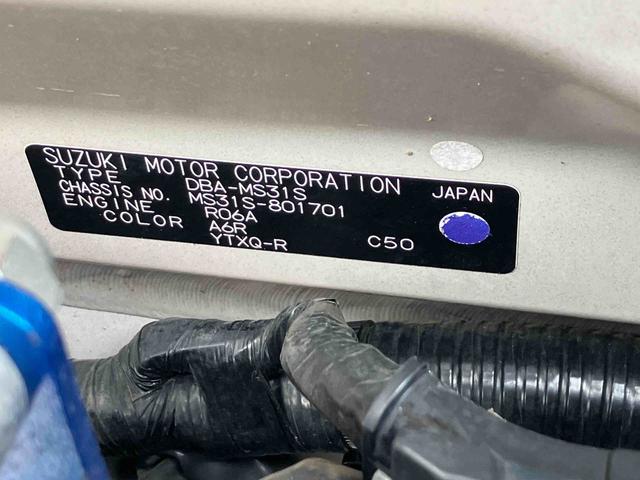 SUZUKI MOTOR CORPORATION JAPAN
TYPE DBA-MS31S
CHASSIS NO. MS31S-801701
ENGINE R06A
COLOR A6R
YTXQ-R C50